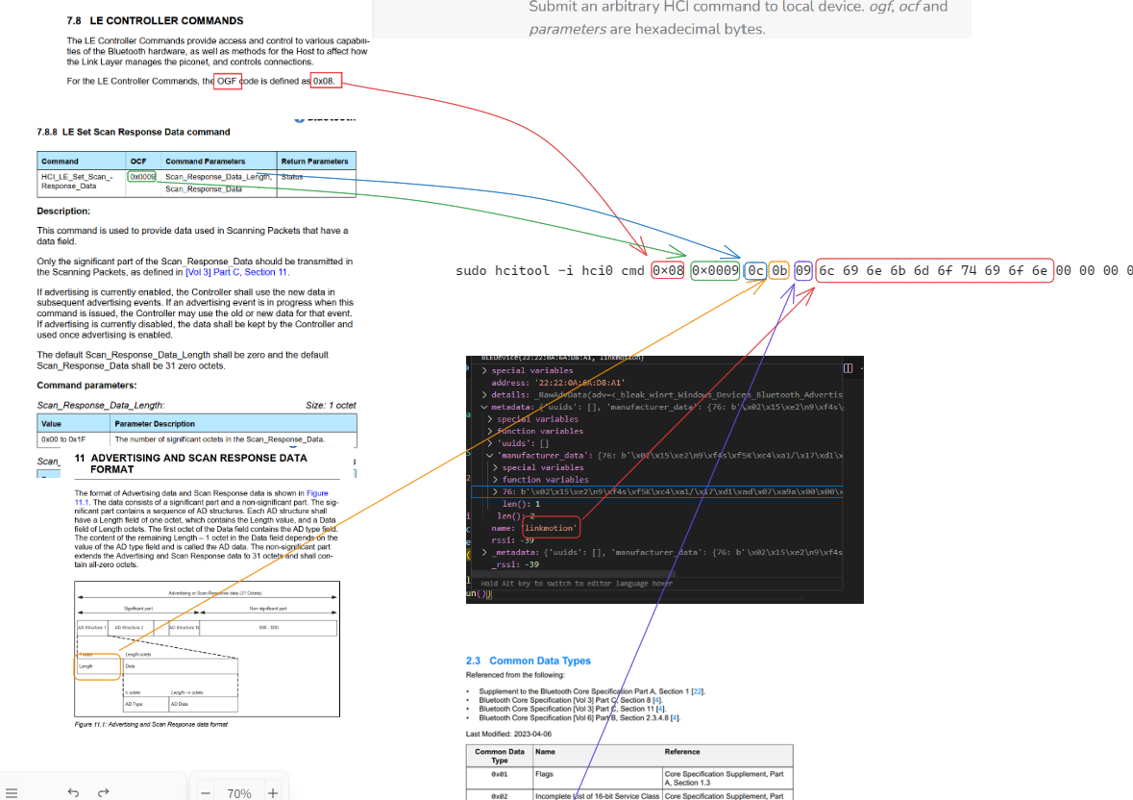 Submit an arbitrary HCI command to local device. ogf, ocf and
parameters are hexadecimal bytes.
7.8 LE CONTROLLER COMMANDS
The LE Controller Commands provide access and control to various capabili-
ties of the Bluetooth hardware, as well as methods for the Host to affect how
the Link Layer manages the piconet, and controls connections.
For the LE Controller Commands, the OGF code is defined as 0x08.
7.8.8 LE Set Scan Response Data command
Command OCF Command Parameters Return Parameters
HCI_LE_Set_Scan_- 0x0009 Scan_Response_Data_Length, Status
Response_Data Scan_Response_Data
Description:
This command is used to provide data used in Scanning Packets that have a
data field.
Only the significant part of the Scan_Response_Data should be transmitted in
the Scanning Packets, as defined in [Vol 3] Part C, Section 11.
If advertising is currently enabled, the Controller shall use the new data in
subsequent advertising events. If an advertising event is in progress when this
command is issued, the Controller may use the old or new data for that event.
If advertising is currently disabled, the data shall be kept by the Controller and
used once advertising is enabled.
The default Scan_Response_Data_Length shall be zero and the default
Scan_Response_Data shall be 31 zero octets.
Command parameters:
Scan_Response_Data_Length: Size: 1 octet
Value Parameter Description
0x00 to 0x1F The number of significant octets in the Scan_Response_Data.
Scan_
11 ADVERTISING AND SCAN RESPONSE DATA
FORMAT
The format of Advertising data and Scan Response data is shown in Figure
11.1. The data consists of a significant part and a non-significant part. The sig-
nificant part contains a sequence of AD structures. Each AD structure shall
have a Length field of one octet, which contains the Length value, and a Data
field of Length octets. The first octet of the Data field contains the AD type field.
The content of the remaining Length – 1 octet in the Data field depends on the
value of the AD type field and is called the AD data. The non-significant part
extends the Advertising and Scan Response data to 31 octets and shall con-
tain all-zero octets.
Advertising or Scan Response data (31 Octets)
Significant part Non-significant part
AD Structure 1 AD Structure 2 AD Structure N 000...000
1 octet Length octets
Length Data
n octets Length - n octets
AD Type AD Data
Figure 11.1: Advertising and Scan Response data format
70%
sudo hcitool -i hci0 cmd 0x08 0x0009 0c 0b 09 6c 69 6e 6b 6d 6f 74 69 6f 6e 00 00 00 0
BLEDevice(22:22:0A:6A:D8:A1, linkmotion)
special variables
address: '22:22:0A:6A:D8:A1'
details: _RawAdvData(adv=<_bleak_winrt_Windows_Devices_Bluetooth_Advertis
metadata: {'uuids': [], 'manufacturer_data': {76: b'\x02\x15\xe2\n9\xf4s\
special variables
function variables
'uuids': []
'manufacturer_data': {76: b'\x02\x15\xe2\n9\xf4s\xf5K\xc4\xa1/\x17\xd1\x
special variables
function variables
76: b'\x02\x15\xe2\n9\xf4s\xf5K\xc4\xa1/\x17\xd1\xad\x07\xa9a\x00\x00\x
len(): 1
len(): 2
name: 'linkmotion'
rssi: -39
_metadata: {'uuids': [], 'manufacturer_data': {76: b'\x02\x15\xe2\n9\xf4s
_rssi: -39
Hold Alt key to switch to editor language hover
un())
2.3 Common Data Types
Referenced from the following:
• Supplement to the Bluetooth Core Specification Part A, Section 1 [22].
• Bluetooth Core Specification [Vol 3] Part C, Section 8 [4].
• Bluetooth Core Specification [Vol 3] Part C, Section 11 [4].
• Bluetooth Core Specification [Vol 6] Part B, Section 2.3.4.8 [4].
Last Modified: 2023-04-06
Common Data Type Name Reference
0x01 Flags Core Specification Supplement, Part
A, Section 1.3
0x02 Incomplete List of 16-bit Service Class Core Specification Supplement, Part